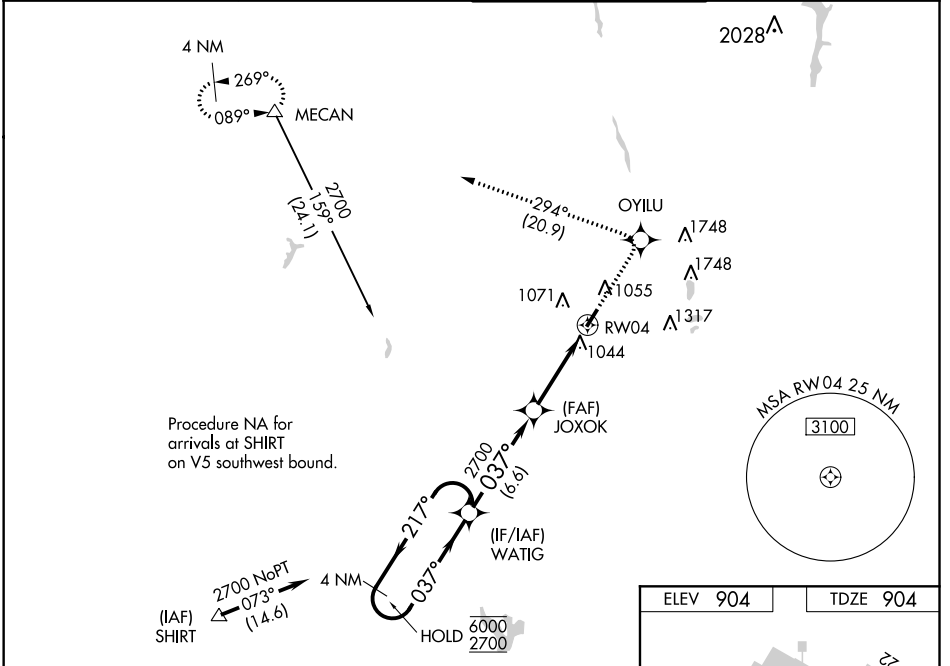 2028
4 NM
269°
089°
MECAN
2700
159°
(24.1)
294°
(20.9)
OYILU
1748
1748
1071
1055
RW04
1317
1044
MSA RW04 25 NM
3100
(FAF)
JOXOK
Procedure NA for
arrivals at SHIRT
on V5 southwest bound.
2700
037°
(6.6)
217°
(IF/IAF)
WATIG
037°
4 NM
2700 NoPT
073°
(14.6)
(IAF)
SHIRT
HOLD
6000
2700
ELEV 904
TDZE 904
22